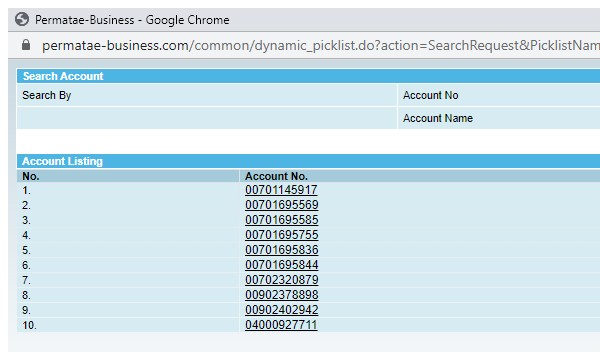 Permatae-Business - Google Chrome
permatae-business.com/common/dynamic_picklist.do?action=SearchRequest&PicklistNam
Search Account
Search By Account No
Account Name
Account Listing
No. Account No.
1. 00701145917
2. 00701695569
3. 00701695585
4. 00701695755
5. 00701695836
6. 00701695844
7. 00702320879
8. 00902378898
9. 00902402942
10. 04000927711